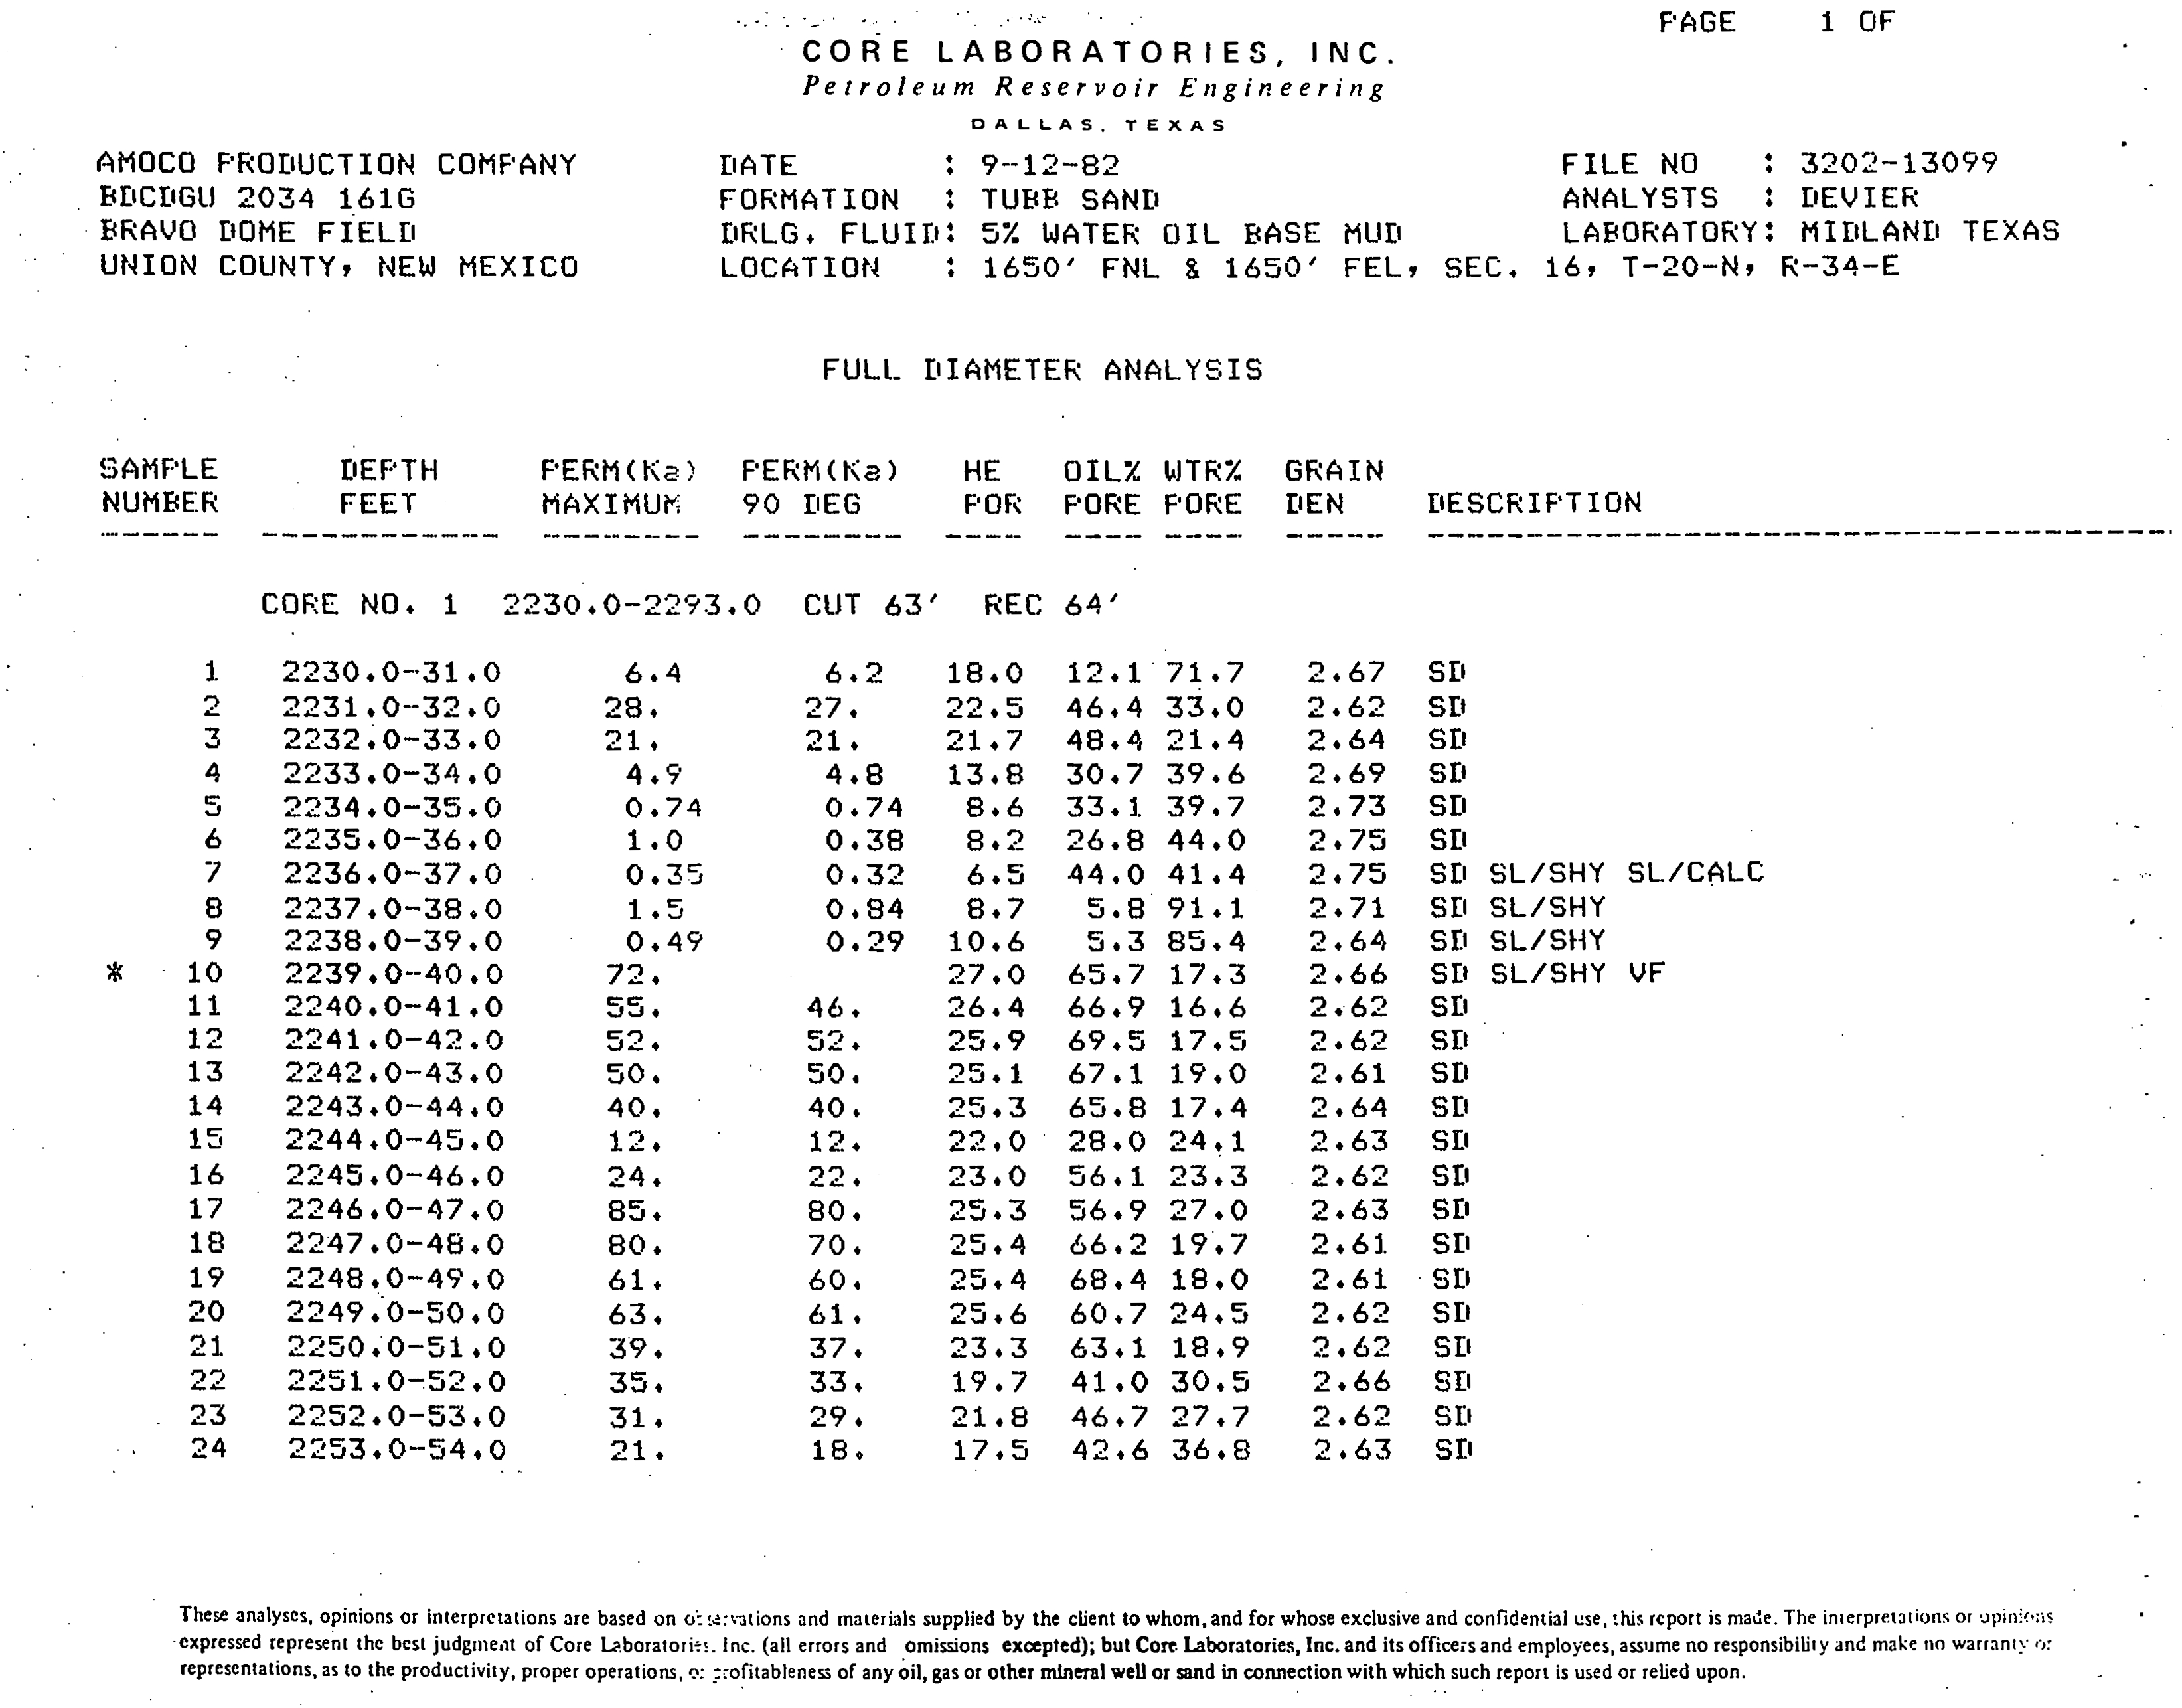 PAGE 1 OF
CORE LABORATORIES, INC.
Petroleum Reservoir Engineering
DALLAS, TEXAS
AMOCO PRODUCTION COMPANY DATE : 9-12-82 FILE NO : 3202-13099
BDCDGU 2034 161G FORMATION : TUBB SAND ANALYSTS : DEVIER
BRAVO DOME FIELD DRLG. FLUID: 5% WATER OIL BASE MUD LABORATORY: MIDLAND TEXAS
UNION COUNTY, NEW MEXICO LOCATION : 1650' FNL & 1650' FEL, SEC. 16, T-20-N, R-34-E
FULL DIAMETER ANALYSIS
SAMPLE DEPTH PERM(Ka) PERM(Ka) HE OIL% WTR% GRAIN
NUMBER FEET MAXIMUM 90 DEG POR PORE PORE DEN DESCRIPTION
CORE NO. 1 2230.0-2293.0 CUT 63' REC 64'
1 2230.0-31.0 6.4 6.2 18.0 12.1 71.7 2.67 SD
2 2231.0-32.0 28. 27. 22.5 46.4 33.0 2.62 SD
3 2232.0-33.0 21. 21. 21.7 48.4 21.4 2.64 SD
4 2233.0-34.0 4.9 4.8 13.8 30.7 39.6 2.69 SD
5 2234.0-35.0 0.74 0.74 8.6 33.1 39.7 2.73 SD
6 2235.0-36.0 1.0 0.38 8.2 26.8 44.0 2.75 SD
7 2236.0-37.0 0.35 0.32 6.5 44.0 41.4 2.75 SD SL/SHY SL/CALC
8 2237.0-38.0 1.5 0.84 8.7 5.8 91.1 2.71 SD SL/SHY
9 2238.0-39.0 0.49 0.29 10.6 5.3 85.4 2.64 SD SL/SHY
* 10 2239.0-40.0 72. 27.0 65.7 17.3 2.66 SD SL/SHY VF
11 2240.0-41.0 55. 46. 26.4 66.9 16.6 2.62 SD
12 2241.0-42.0 52. 52. 25.9 69.5 17.5 2.62 SD
13 2242.0-43.0 50. 50. 25.1 67.1 19.0 2.61 SD
14 2243.0-44.0 40. 40. 25.3 65.8 17.4 2.64 SD
15 2244.0-45.0 12. 12. 22.0 28.0 24.1 2.63 SD
16 2245.0-46.0 24. 22. 23.0 56.1 23.3 2.62 SD
17 2246.0-47.0 85. 80. 25.3 56.9 27.0 2.63 SD
18 2247.0-48.0 80. 70. 25.4 66.2 19.7 2.61 SD
19 2248.0-49.0 61. 60. 25.4 68.4 18.0 2.61 SD
20 2249.0-50.0 63. 61. 25.6 60.7 24.5 2.62 SD
21 2250.0-51.0 39. 37. 23.3 63.1 18.9 2.62 SD
22 2251.0-52.0 35. 33. 19.7 41.0 30.5 2.66 SD
23 2252.0-53.0 31. 29. 21.8 46.7 27.7 2.62 SD
24 2253.0-54.0 21. 18. 17.5 42.6 36.8 2.63 SD
These analyses, opinions or interpretations are based on observations and materials supplied by the client to whom, and for whose exclusive and confidential use, this report is made. The interpretations or opinions
expressed represent the best judgment of Core Laboratories, Inc. (all errors and omissions excepted); but Core Laboratories, Inc. and its officers and employees, assume no responsibility and make no warranty or
representations, as to the productivity, proper operations, or profitableness of any oil, gas or other mineral well or sand in connection with which such report is used or relied upon.